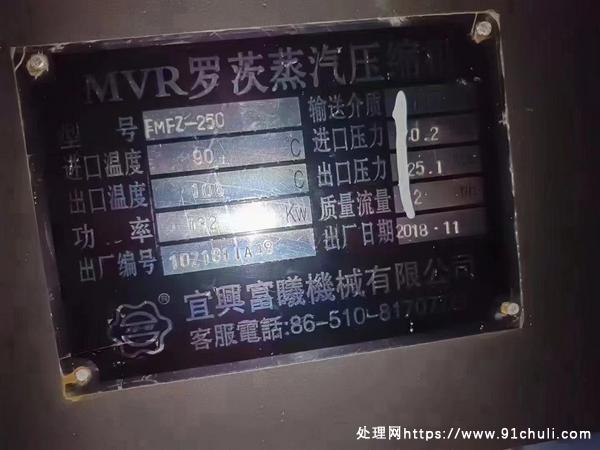 MVR罗茨蒸汽压缩
型号 FMFZ-250 输送介质
进口温度 90 C 进口压力 0.2
出口温度 C 出口压力 25.1
功率 Kw 质量流量 2
出厂编号 出厂日期 2018·11
宜興富曦機械有限公司
客服電話:86-510-81707
处理网https://www.91chuli.com